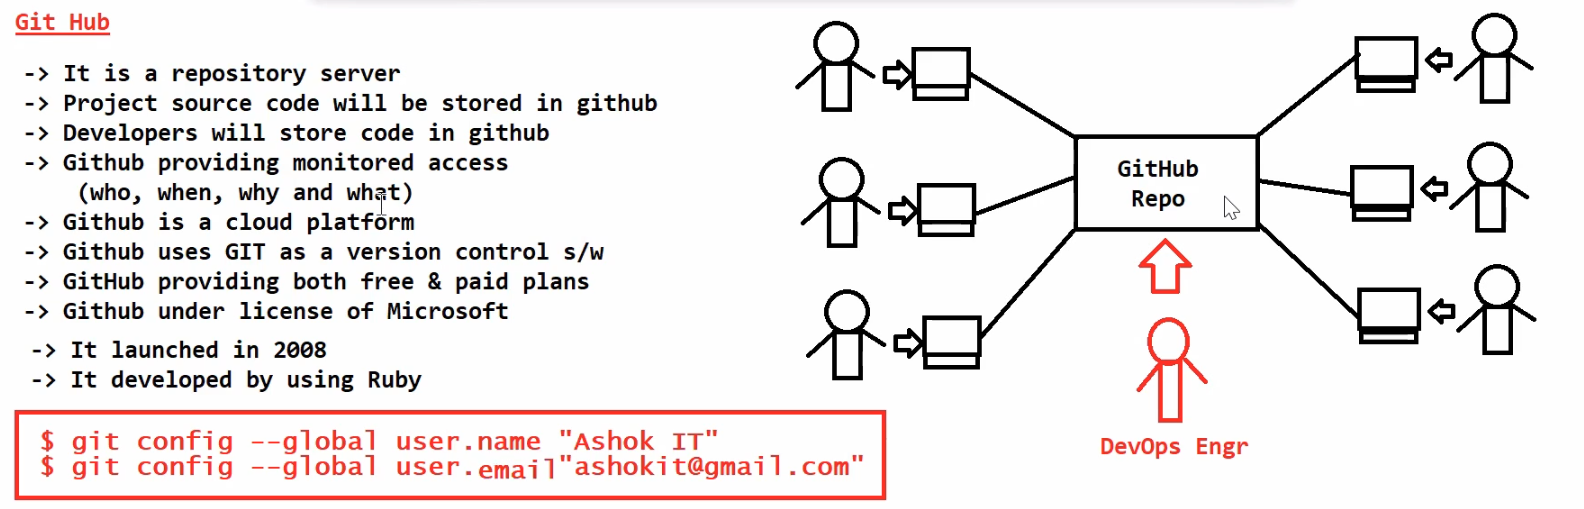 Git Hub
-> It is a repository server
-> Project source code will be stored in github
-> Developers will store code in github
-> Github providing monitored access
(who, when, why and what)
-> Github is a cloud platform
-> Github uses GIT as a version control s/w
-> GitHub providing both free & paid plans
-> Github under license of Microsoft
-> It launched in 2008
-> It developed by using Ruby
$ git config --global user.name "Ashok IT"
$ git config --global user.email"ashokit@gmail.com"
GitHub
Repo
DevOps Engr